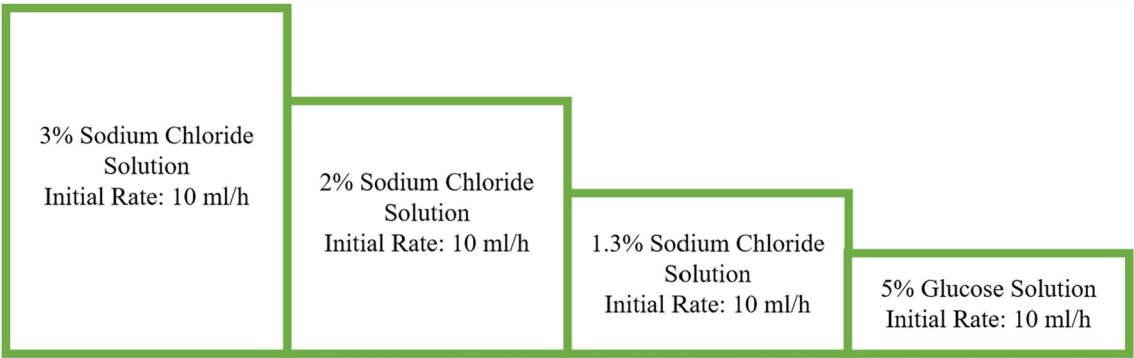 3% Sodium Chloride
Solution
Initial Rate: 10 ml/h
2% Sodium Chloride
Solution
Initial Rate: 10 ml/h
1.3% Sodium Chloride
Solution
Initial Rate: 10 ml/h
5% Glucose Solution
Initial Rate: 10 ml/h